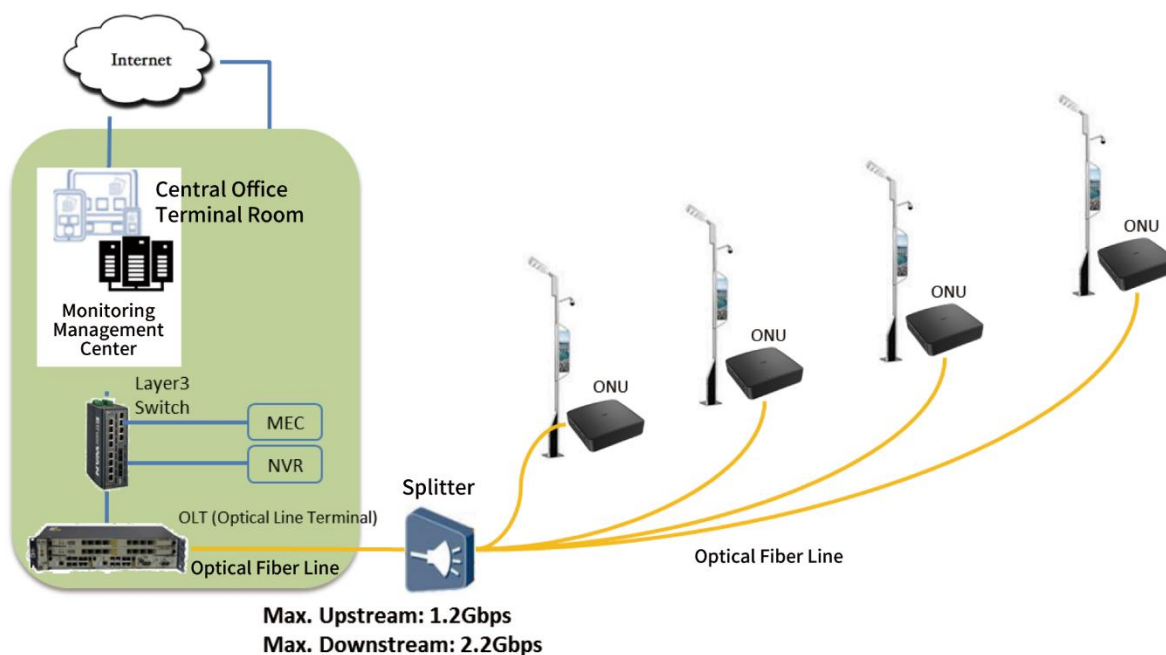 Internet
Central Office
Terminal Room
Monitoring
Management
Center
Layer3
Switch
MEC
NVR
OLT (Optical Line Terminal)
Optical Fiber Line
Splitter
Max. Upstream: 1.2Gbps
Max. Downstream: 2.2Gbps
ONU
ONU
ONU
ONU
Optical Fiber Line